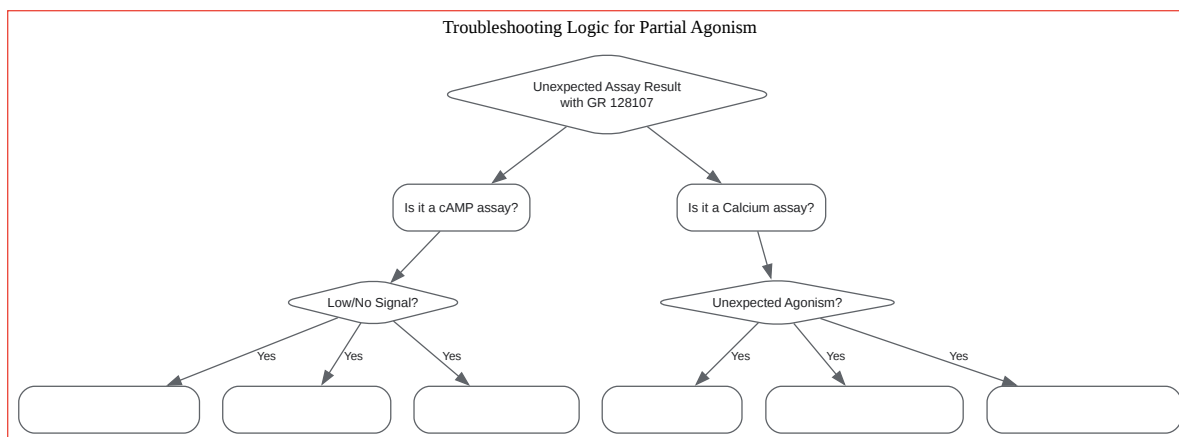 Troubleshooting Logic for Partial Agonism
Unexpected Assay Result
with GR 128107
Is it a cAMP assay?
Is it a Calcium assay?
Low/No Signal?
Unexpected Agonism?
Yes
Yes
Yes
Yes
Yes
Yes